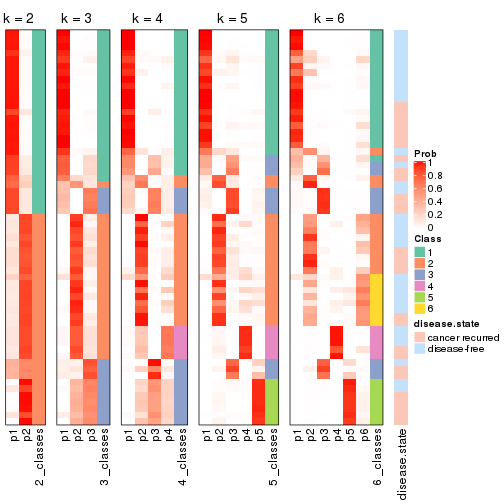 k = 2
k = 3
k = 4
k = 5
k = 6
Prob
1
0.8
0.6
0.4
0.2
0
Class
1
2
3
4
5
6
disease.state
cancer recurred
disease-free
p1
p2
2_classes
p1
p2
p3
3_classes
p1
p2
p3
p4
4_classes
p1
p2
p3
p4
p5
5_classes
p1
p2
p3
p4
p5
p6
6_classes
disease.state